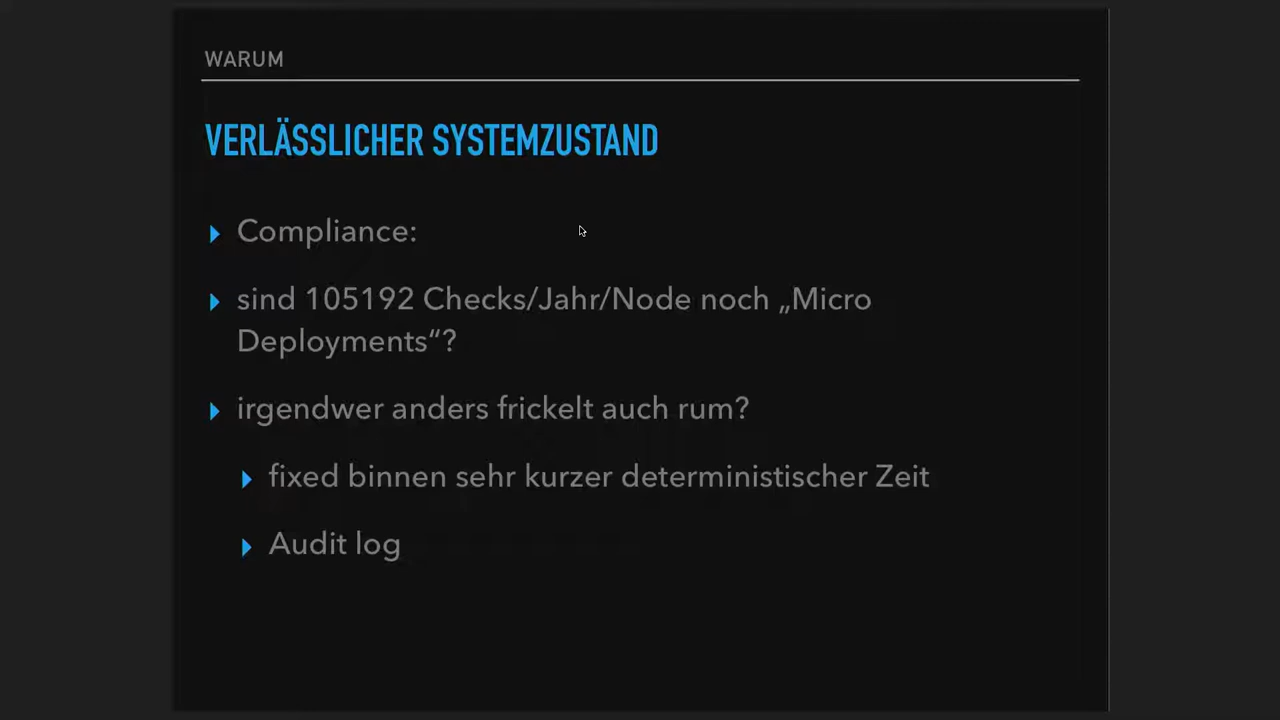 WARUM
VERLÄSSLICHER SYSTEMZUSTAND
Compliance:
sind 105192 Checks/Jahr/Node noch „Micro
Deployments“?
irgendwer anders frickelt auch rum?
fixed binnen sehr kurzer deterministischer Zeit
Audit log